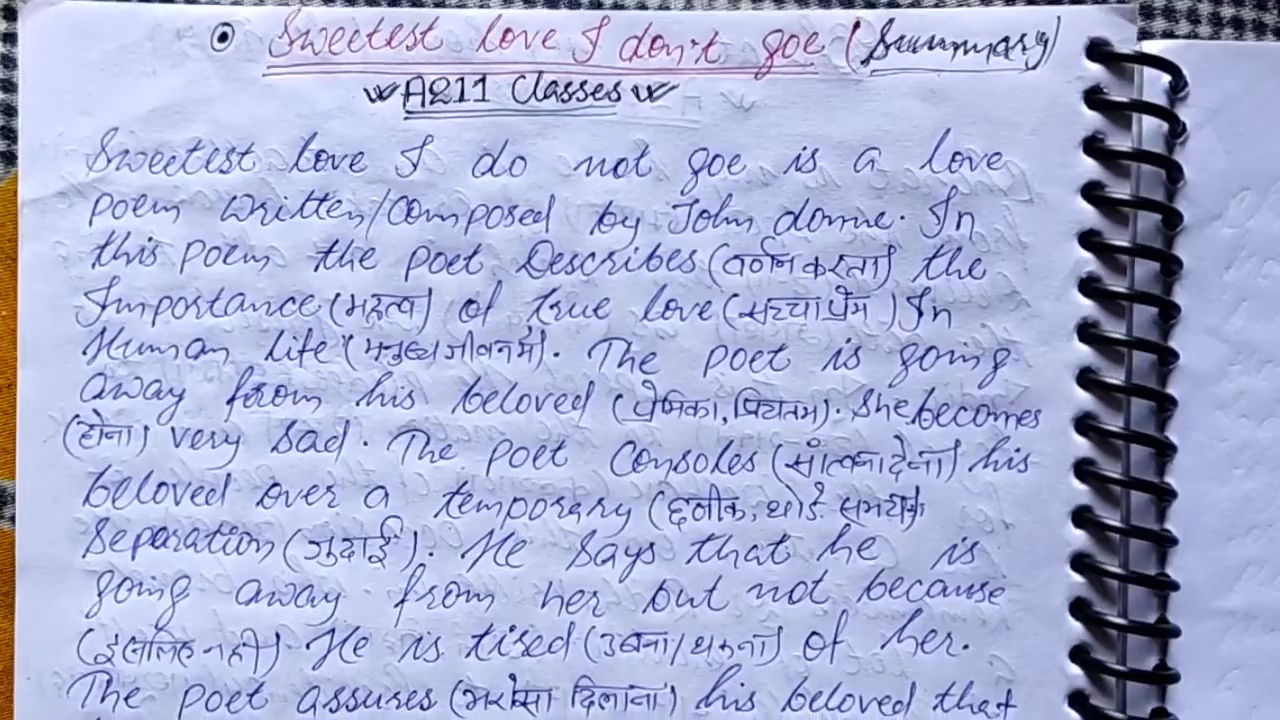 Sweetest love I don't goe (Summary)
A211 Classes
Sweetest love I do not goe is a love
poem written/composed by John donne. In
this poem the poet Describes (वर्णन करता) the
Importance (महत्व) of true love (सच्चा प्रेम) In
Human life (मनुष्य जीवन में). The poet is going
away from his beloved (प्रेमिका, प्रियतम). She becomes
(होना) very sad. The poet Consoles (सांत्वना देना) his
beloved over a temporary (छणीक, थोडे समय
Separation (जुदाई). He says that he is
going away from her but not because
(इसलिए नही) He is tired (उबना/थकना) of her.
The poet assures (भरोसा दिलाना) his beloved that